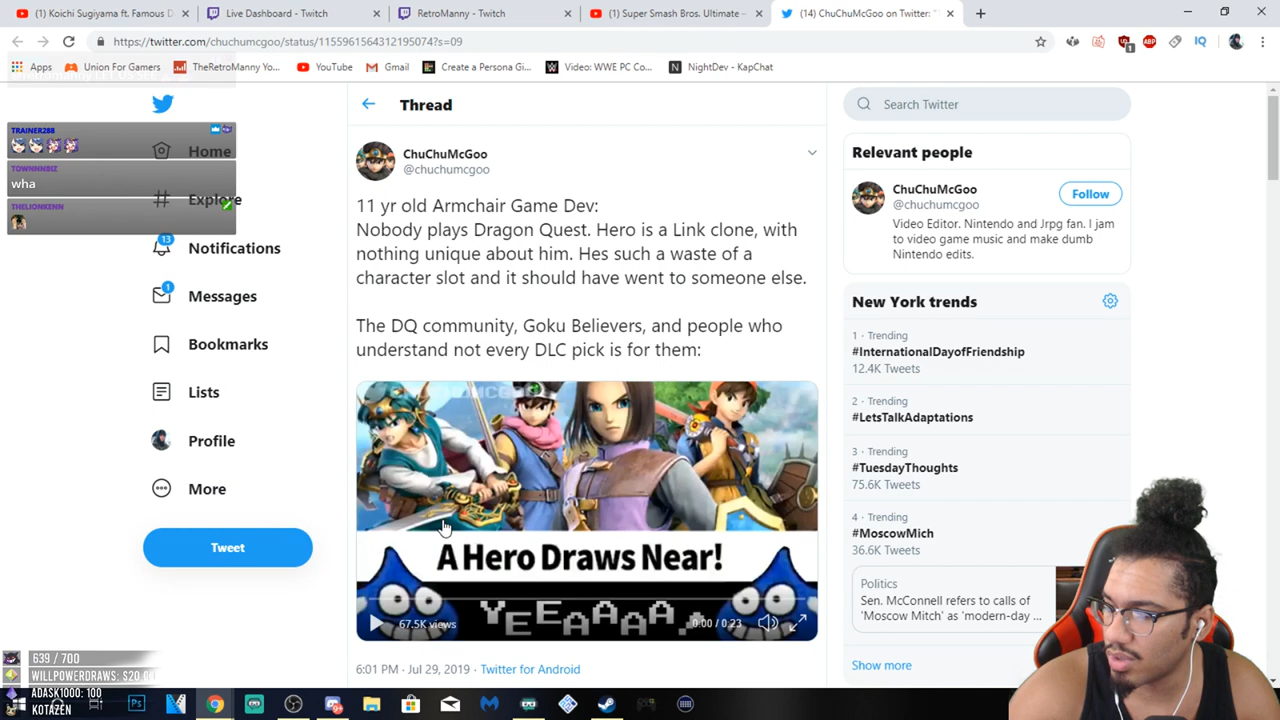 (1) Koichi Sugiyama ft. Famous D
Live Dashboard - Twitch
RetroManny - Twitch
(1) Super Smash Bros. Ultimate -
(14) ChuChuMcGoo on Twitter: "
https://twitter.com/chuchumcgoo/status/1155961564312195074?s=09
Apps
Union For Gamers
TheRetroManny Yo...
YouTube
Gmail
Create a Persona Gi...
Video: WWE PC Co...
NightDev - KapChat
TRAINER288
TOWNNNBIZ
wha
THELIONKENN
Home
Explore
13
Notifications
1
Messages
Bookmarks
Lists
Profile
More
Tweet
Thread
ChuChuMcGoo
@chuchumcgoo
11 yr old Armchair Game Dev:
Nobody plays Dragon Quest. Hero is a Link clone, with
nothing unique about him. Hes such a waste of a
character slot and it should have went to someone else.
The DQ community, Goku Believers, and people who
understand not every DLC pick is for them:
A Hero Draws Near!
YEEAAAA.
67.5K views
0:00 / 0:23
6:01 PM · Jul 29, 2019 · Twitter for Android
Search Twitter
Relevant people
ChuChuMcGoo
@chuchumcgoo
Follow
Video Editor. Nintendo and Jrpg fan. I jam
to video game music and make dumb
Nintendo edits.
New York trends
1 · Trending
#InternationalDayofFriendship
12.4K Tweets
2 · Trending
#LetsTalkAdaptations
3 · Trending
#TuesdayThoughts
75.6K Tweets
4 · Trending
#MoscowMich
36.6K Tweets
Politics
Sen. McConnell refers to calls of
'Moscow Mitch' as 'modern-day ...
Show more
639 / 700
WILLPOWERDRAWS: $20.00
ADASK1000: 100
KOTAZEN